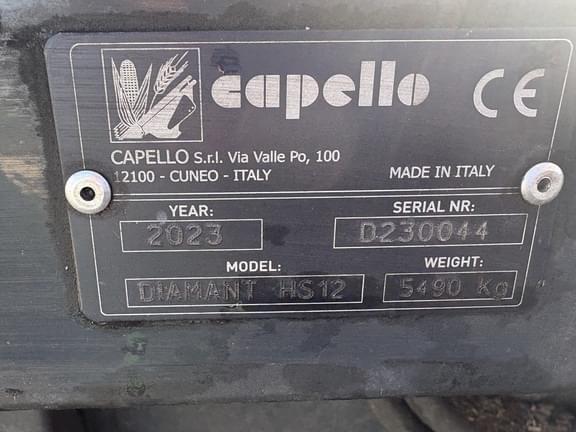 capello CE
CAPELLO S.r.l. Via Valle Po, 100
12100 - CUNEO - ITALY MADE IN ITALY
YEAR: SERIAL NR:
2023 D230044
MODEL: WEIGHT:
DIAMANT HS12 5490 Kg